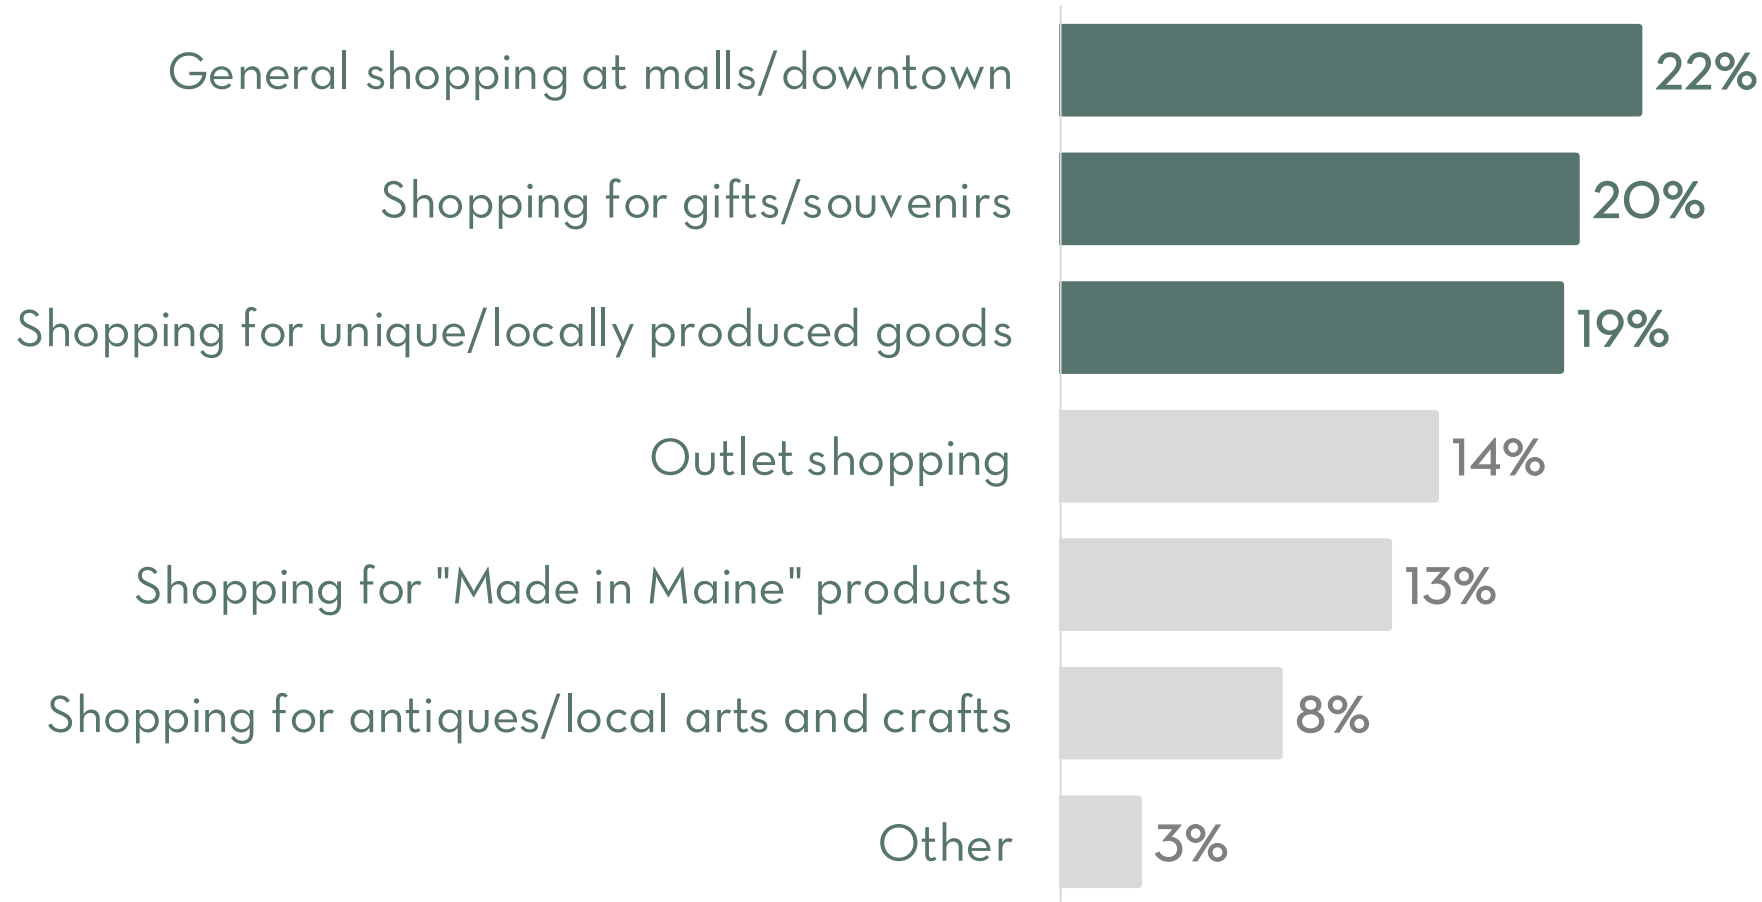 General shopping at malls/downtown 22%
Shopping for gifts/souvenirs 20%
Shopping for unique/locally produced goods 19%
Outlet shopping 14%
Shopping for "Made in Maine" products 13%
Shopping for antiques/local arts and crafts 8%
Other 3%